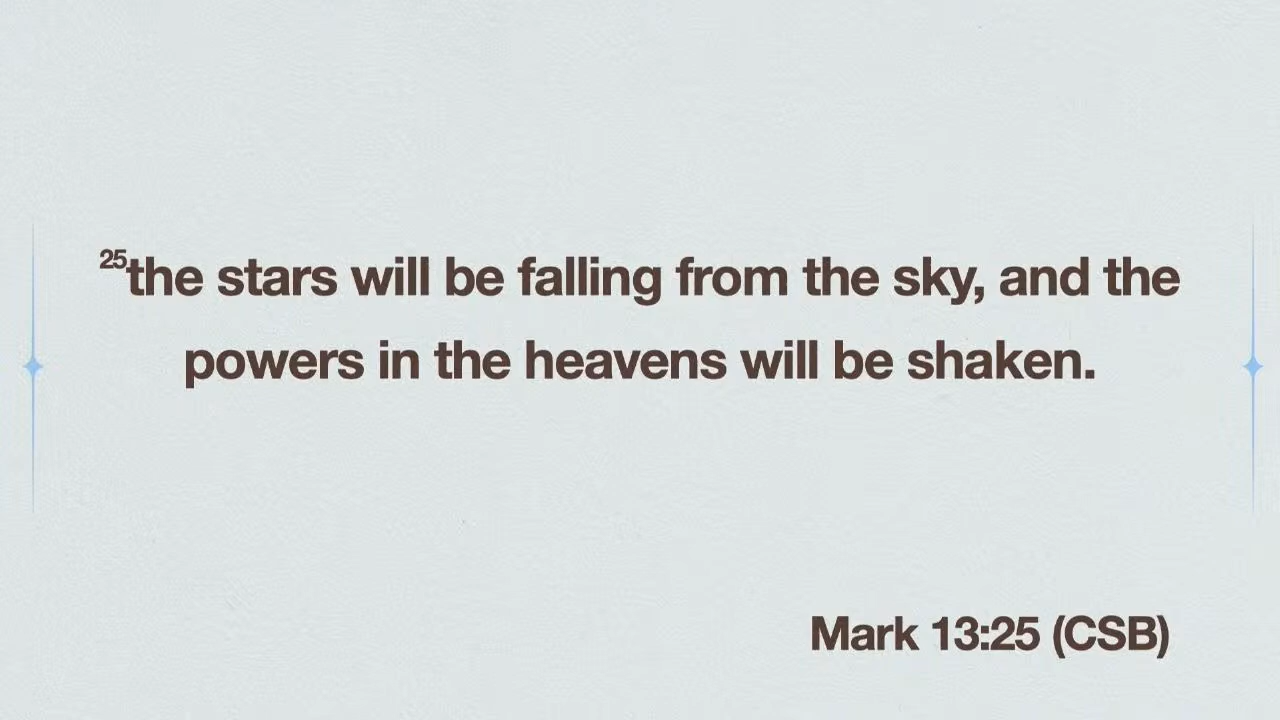 25the stars will be falling from the sky, and the
powers in the heavens will be shaken.
Mark 13:25 (CSB)